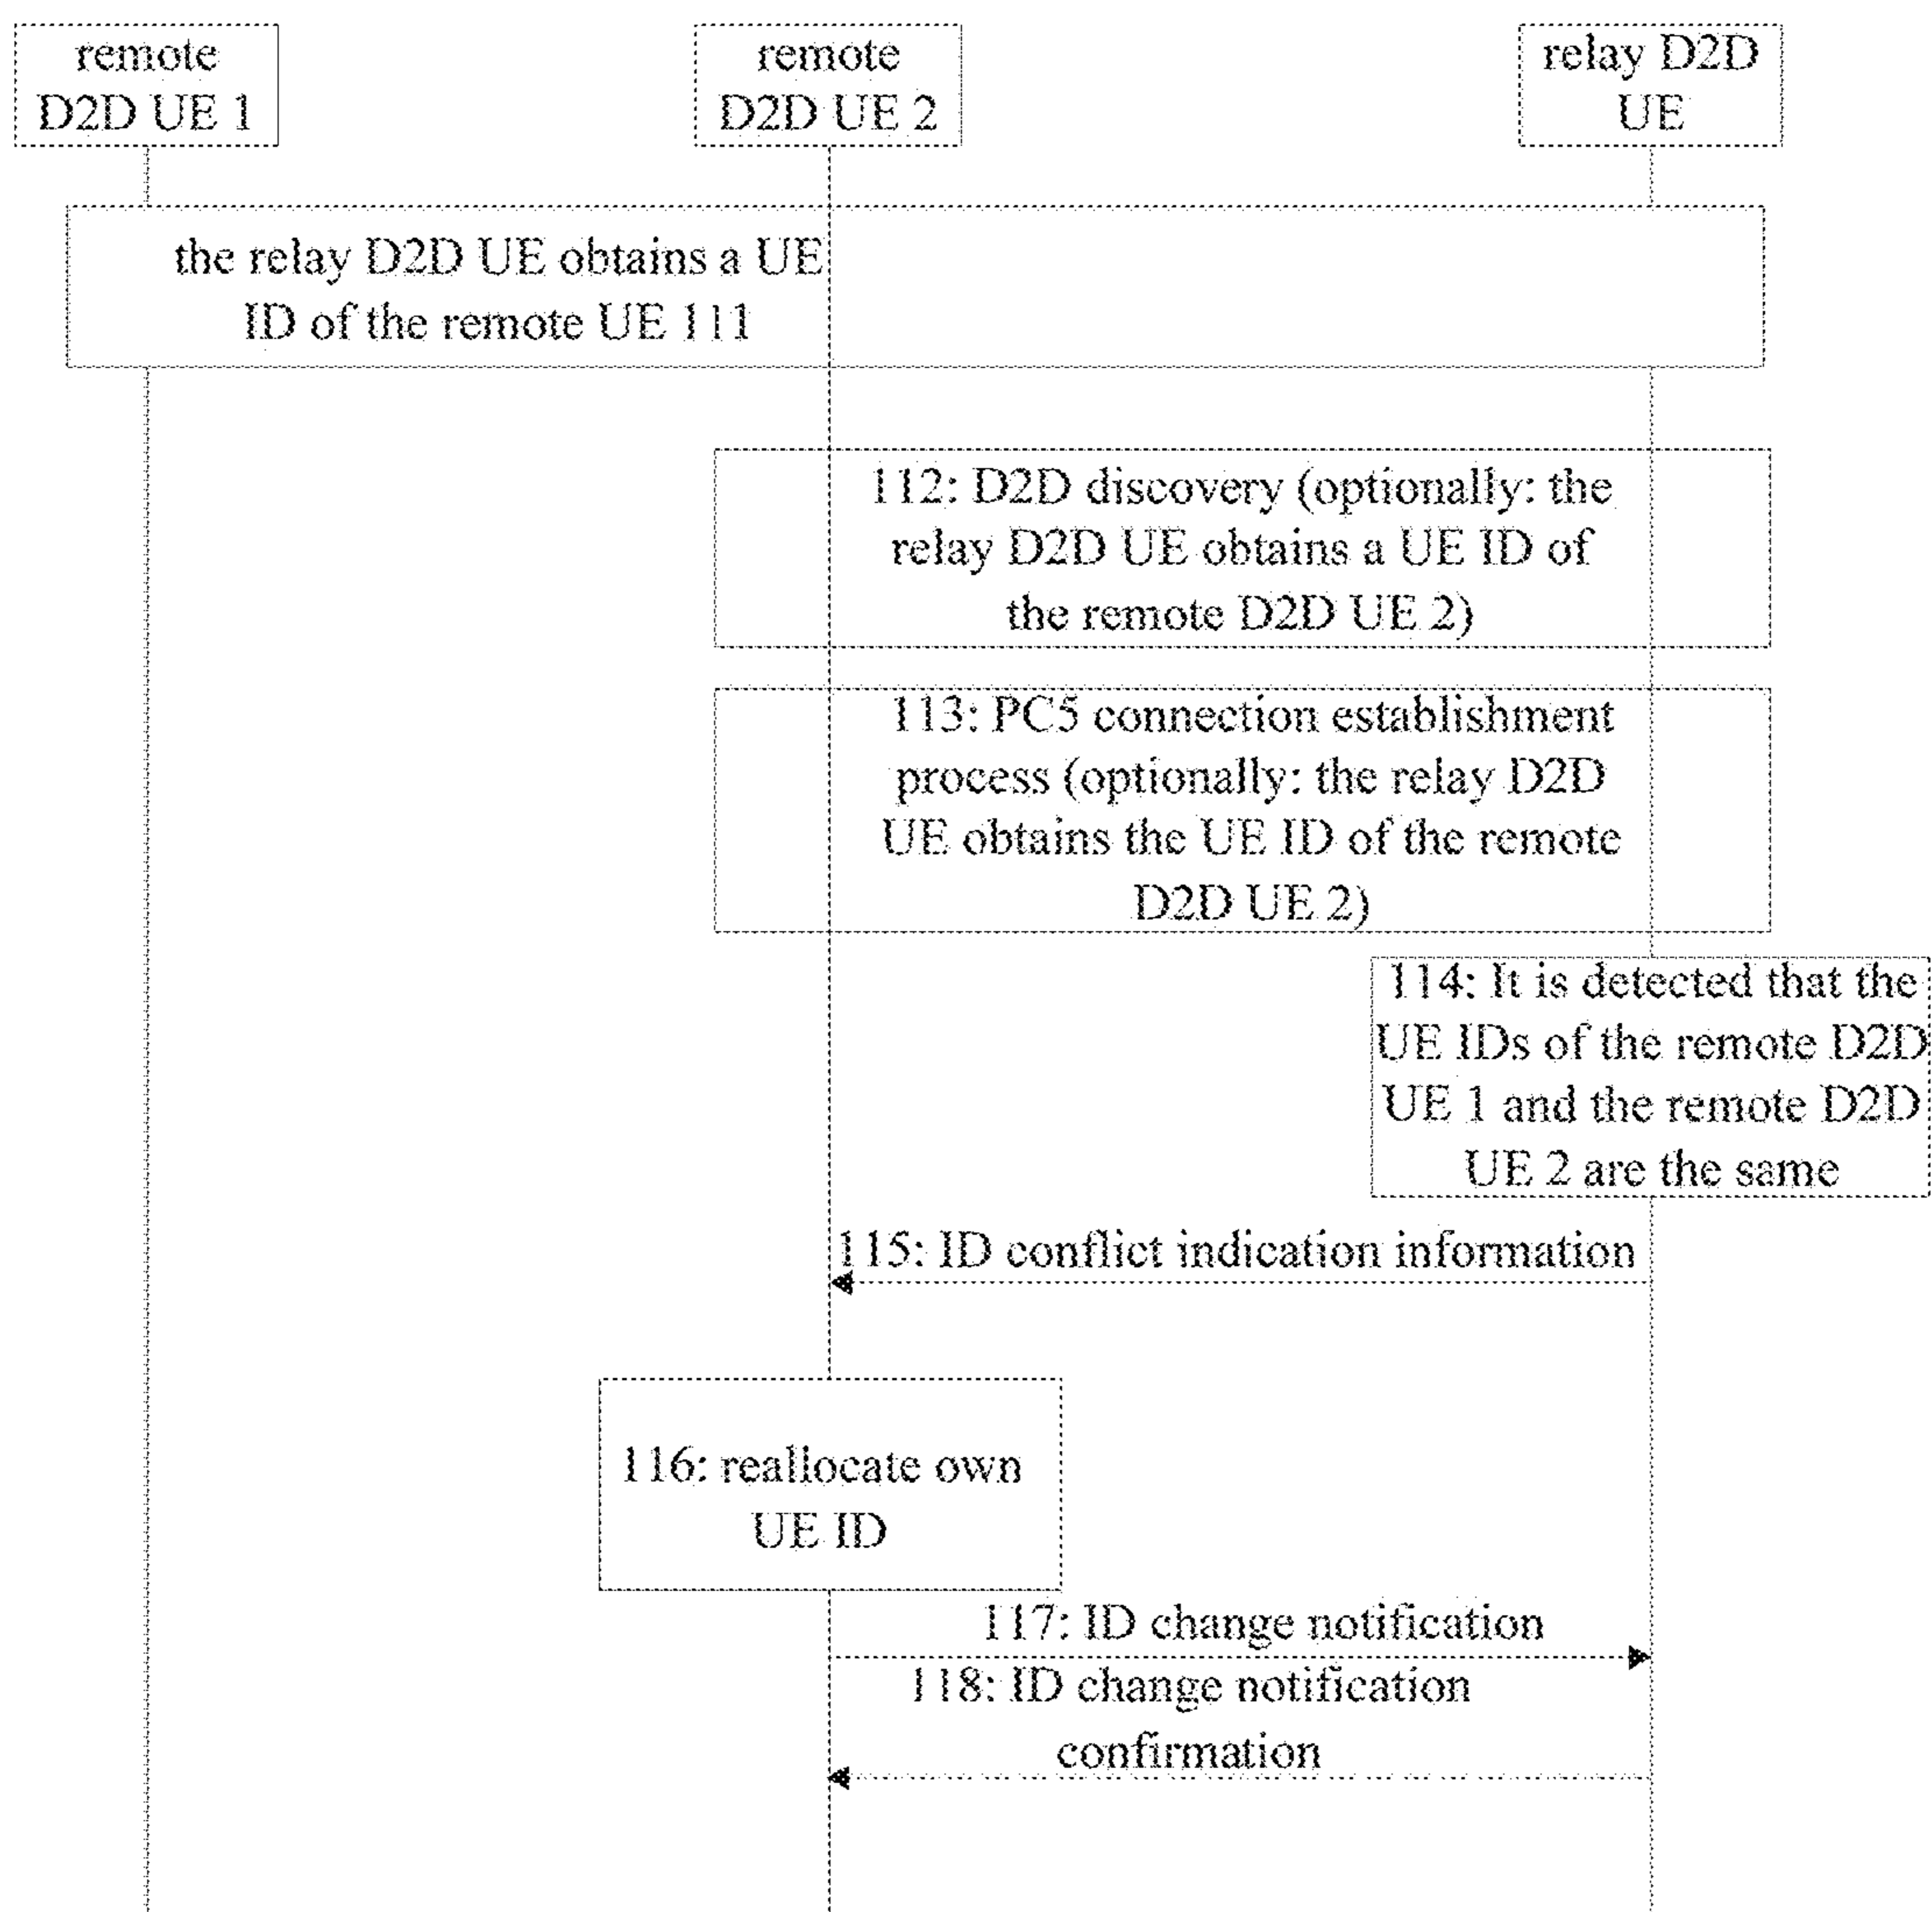 remote
D2D UE 1
remote
D2D UE 2
relay D2D
UE
the relay D2D UE obtains a UE
ID of the remote UE 111
112: D2D discovery (optionally: the
relay D2D UE obtains a UE ID of
the remote D2D UE 2)
113: PC5 connection establishment
process (optionally: the relay D2D
UE obtains the UE ID of the remote
D2D UE 2)
114: It is detected that the
UE IDs of the remote D2D
UE 1 and the remote D2D
UE 2 are the same
115: ID conflict indication information
116: reallocate own
UE ID
117: ID change notification
118: ID change notification
confirmation